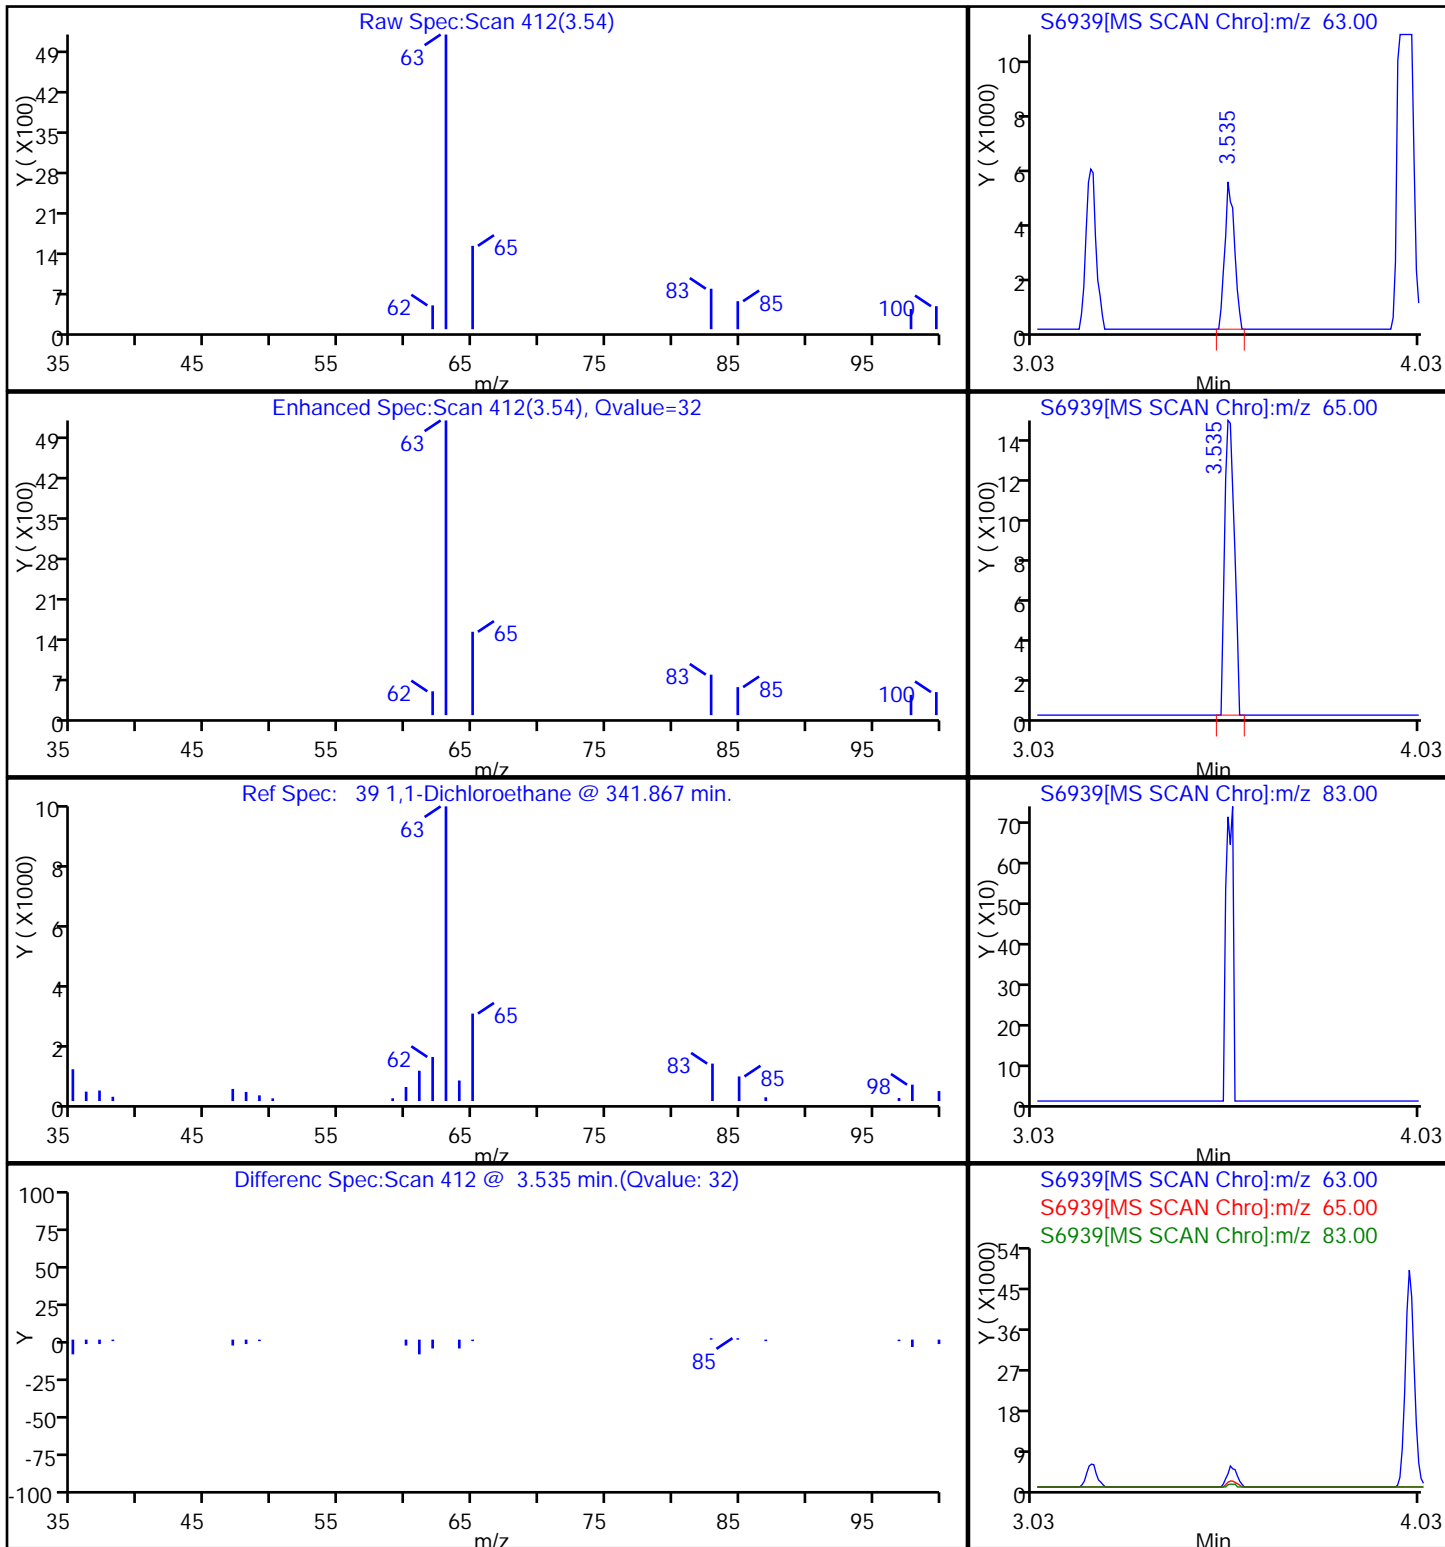 Raw Spec:Scan 412(3.54)
49
42
35
28
21
14
7
0
Y ( X100)
63
65
62
83
85
100
35 45 55 65 75 85 95
m/z
S6939[MS SCAN Chro]:m/z 63.00
10
8
6
4
2
0
Y ( X1000)
3.535
3.03 4.03
Min
Enhanced Spec:Scan 412(3.54), Qvalue=32
49
42
35
28
21
14
7
0
Y ( X100)
63
65
62
83
85
100
35 45 55 65 75 85 95
m/z
S6939[MS SCAN Chro]:m/z 65.00
14
12
10
8
6
4
2
0
Y ( X100)
3.535
3.03 4.03
Min
Ref Spec: 39 1,1-Dichloroethane @ 341.867 min.
10
8
6
4
2
0
Y ( X1000)
63
65
62
83
85
98
35 45 55 65 75 85 95
m/z
S6939[MS SCAN Chro]:m/z 83.00
70
60
50
40
30
20
10
0
Y ( X10)
3.03 4.03
Min
Differenc Spec:Scan 412 @ 3.535 min.(Qvalue: 32)
100
75
50
25
0
-25
-50
-75
-100
Y
85
35 45 55 65 75 85 95
m/z
S6939[MS SCAN Chro]:m/z 63.00
S6939[MS SCAN Chro]:m/z 65.00
S6939[MS SCAN Chro]:m/z 83.00
54
45
36
27
18
9
0
Y ( X1000)
3.03 4.03
Min